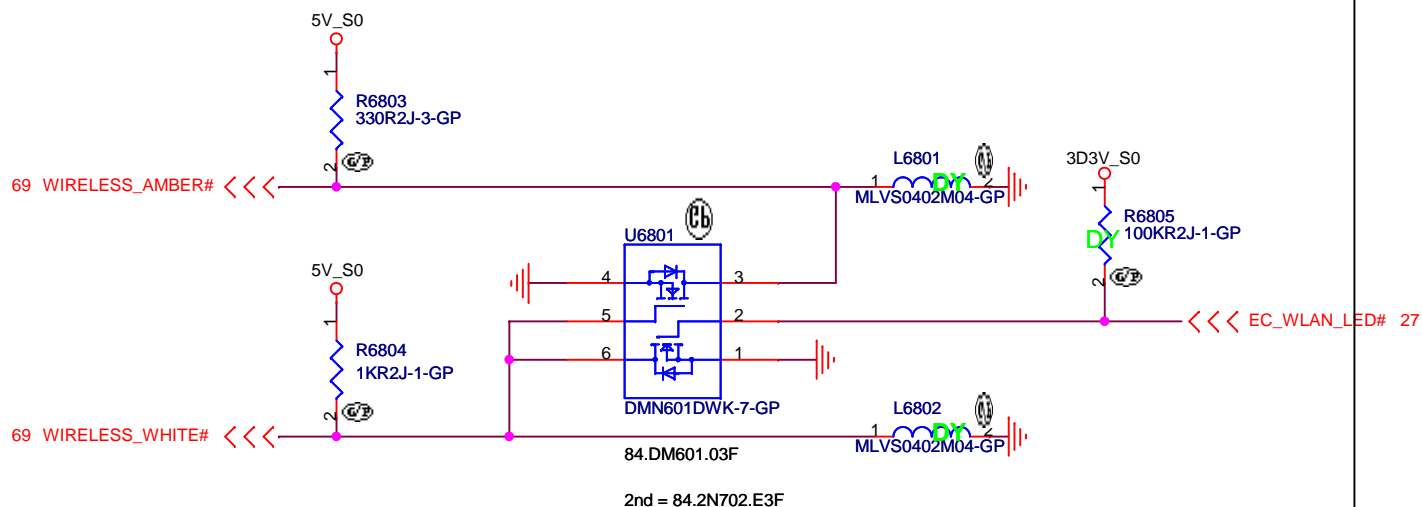 5V_S0
1
R6803
330R2J-3-GP
2
G/P
69 WIRELESS_AMBER#
L6801
1
DY
2
MLVS0402M04-GP
3D3V_S0
1
R6805
100KR2J-1-GP
DY
2
G/P
U6801
4
3
5
2
6
1
DMN601DWK-7-GP
EC_WLAN_LED# 27
5V_S0
1
R6804
1KR2J-1-GP
2
G/P
69 WIRELESS_WHITE#
L6802
1
DY
2
MLVS0402M04-GP
84.DM601.03F
2nd = 84.2N702.E3F